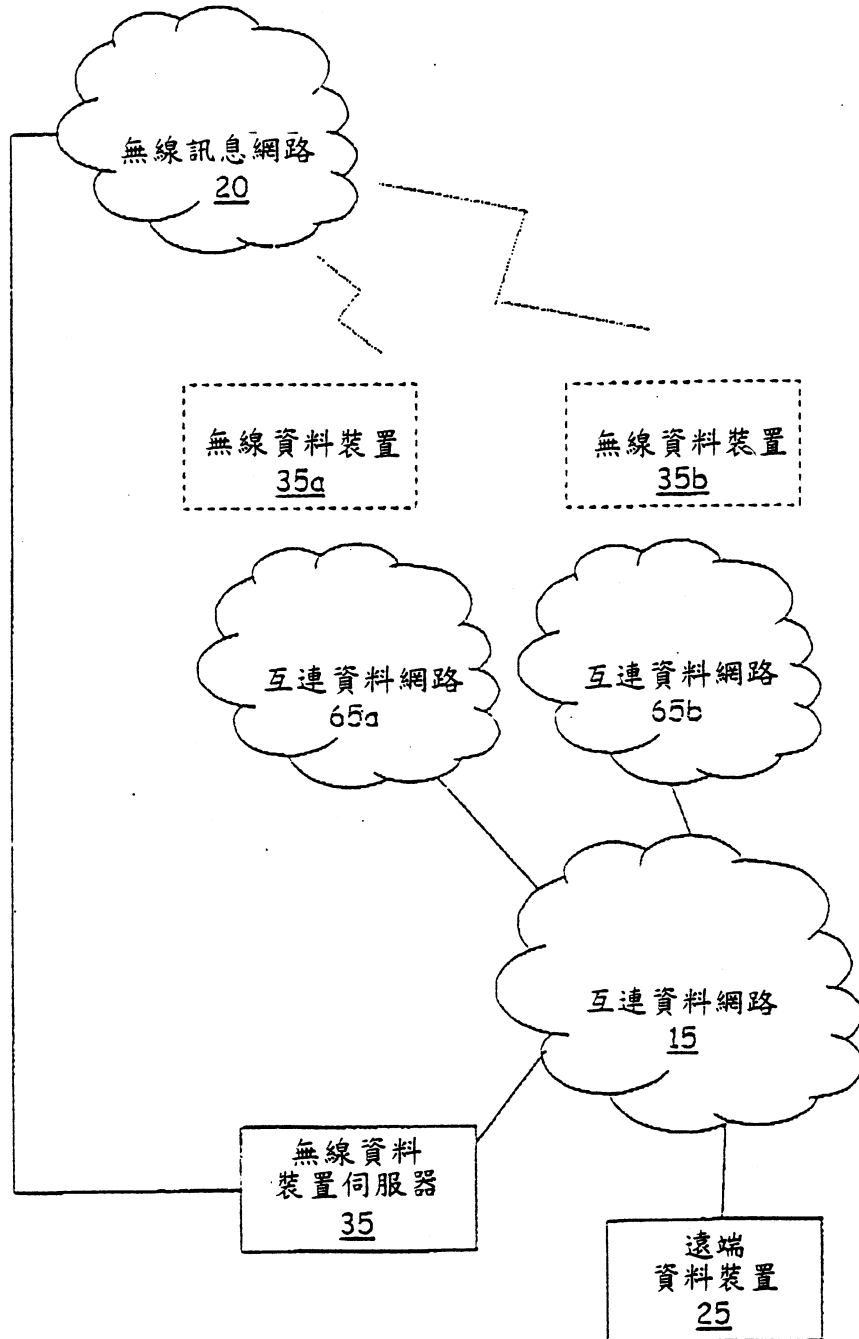 無線訊息網路
20
無線資料裝置
35a
無線資料裝置
35b
互連資料網路
65a
互連資料網路
65b
互連資料網路
15
無線資料
裝置伺服器
35
遠端
資料裝置
25